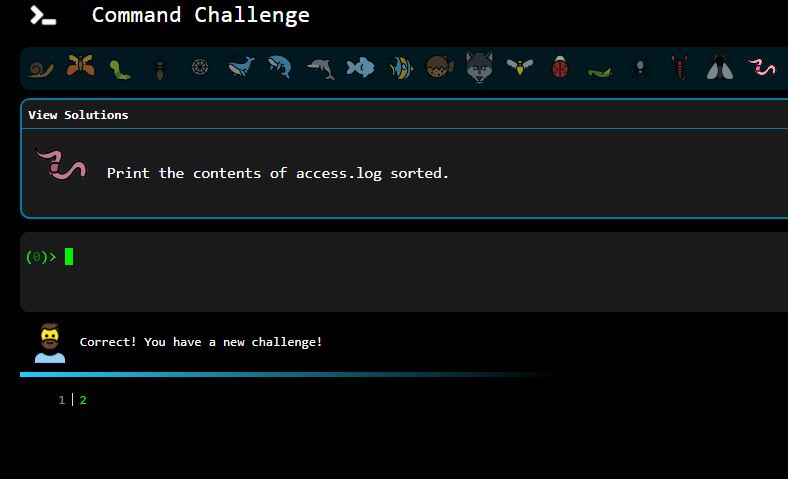 Command Challenge
View Solutions
Print the contents of access.log sorted.
(0)>
Correct! You have a new challenge!
1 | 2